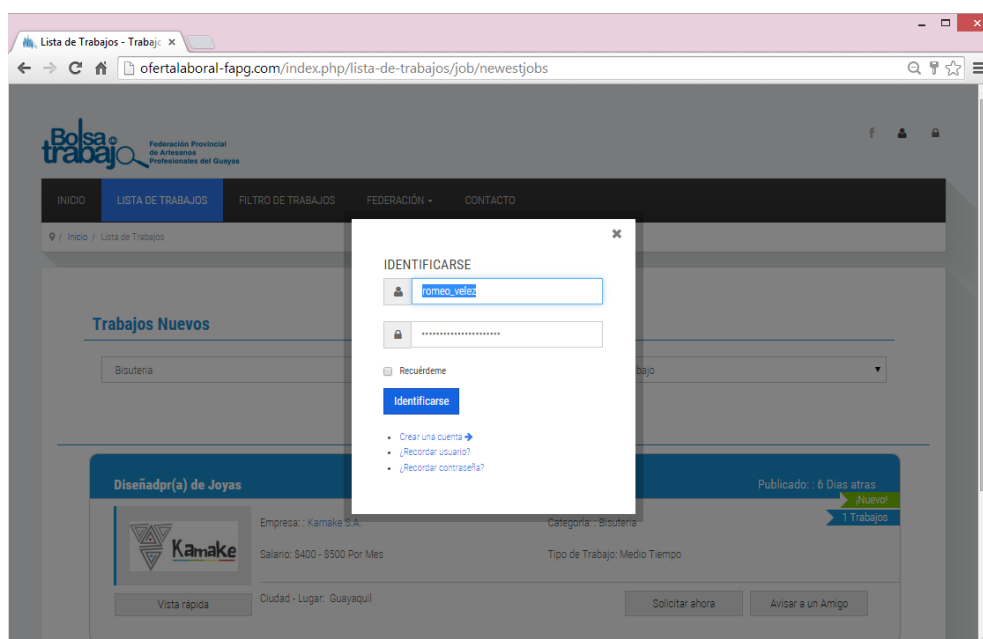 Lista de Trabajos - Trabajc
ofertalaboral-fapg.com/index.php/lista-de-trabajos/job/newestjobs
Bolsa trabajo
Federación Provincial
de Artesanos
Profesionales del Guayas
INICIO LISTA DE TRABAJOS FILTRO DE TRABAJOS FEDERACIÓN CONTACTO
/ Inicio / Lista de Trabajos
IDENTIFICARSE
romeo_velez
Recuérdeme
Identificarse
Crear una cuenta
¿Recordar usuario?
¿Recordar contraseña?
Trabajos Nuevos
Bisuteria bajo
Diseñadpr(a) de Joyas Publicado: : 6 Dias atras
¡Nuevo!
1 Trabajos
Kamake
Empresa: : Kamake S.A. Categoría: : Bisuteria
Salario: $400 - $500 Por Mes Tipo de Trabajo: Medio Tiempo
Ciudad - Lugar: Guayaquil
Vista rápida Solicitar ahora Avisar a un Amigo